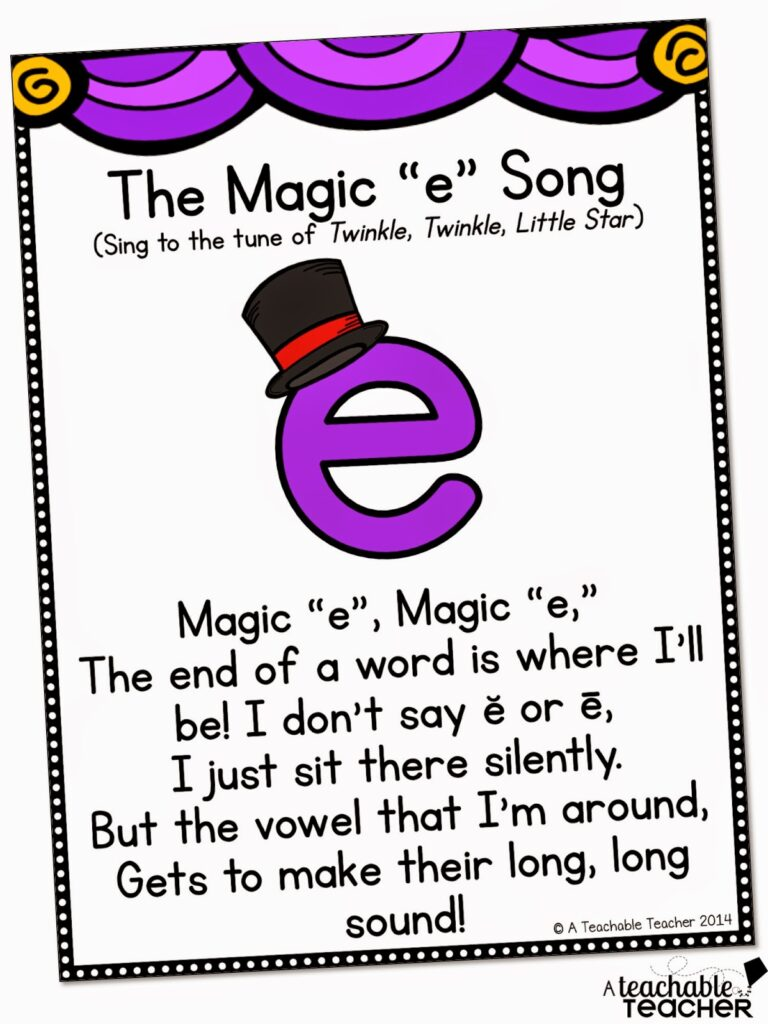 The Magic “e” Song
(Sing to the tune of Twinkle, Twinkle, Little Star)
e
Magic “e”, Magic “e,”
The end of a word is where I’ll
be! I don’t say ĕ or ē,
I just sit there silently.
But the vowel that I’m around,
Gets to make their long, long
sound!
© A Teachable Teacher 2014
A teachable
TEACHER